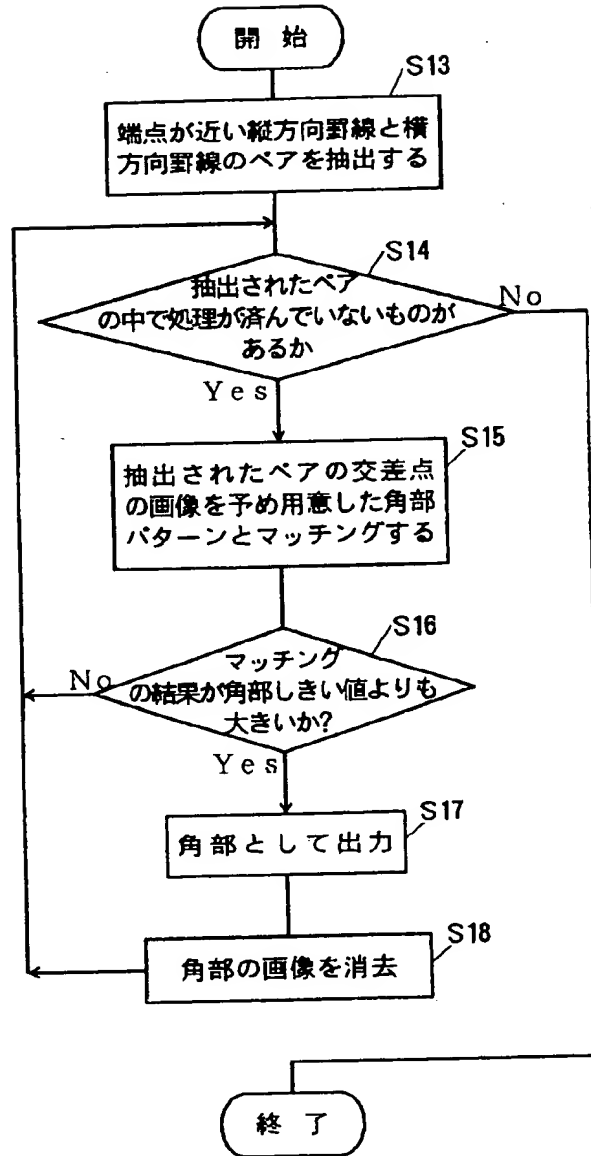 開始
S13
端点が近い縦方向罫線と横
方向罫線のペアを抽出する
S14
抽出されたペア
の中で処理が済んでいないものが
あるか
No
Yes
S15
抽出されたペアの交差点
の画像を予め用意した角部
パターンとマッチングする
S16
マッチング
の結果が角部しきい値よりも
大きいか?
No
Yes
S17
角部として出力
S18
角部の画像を消去
終了